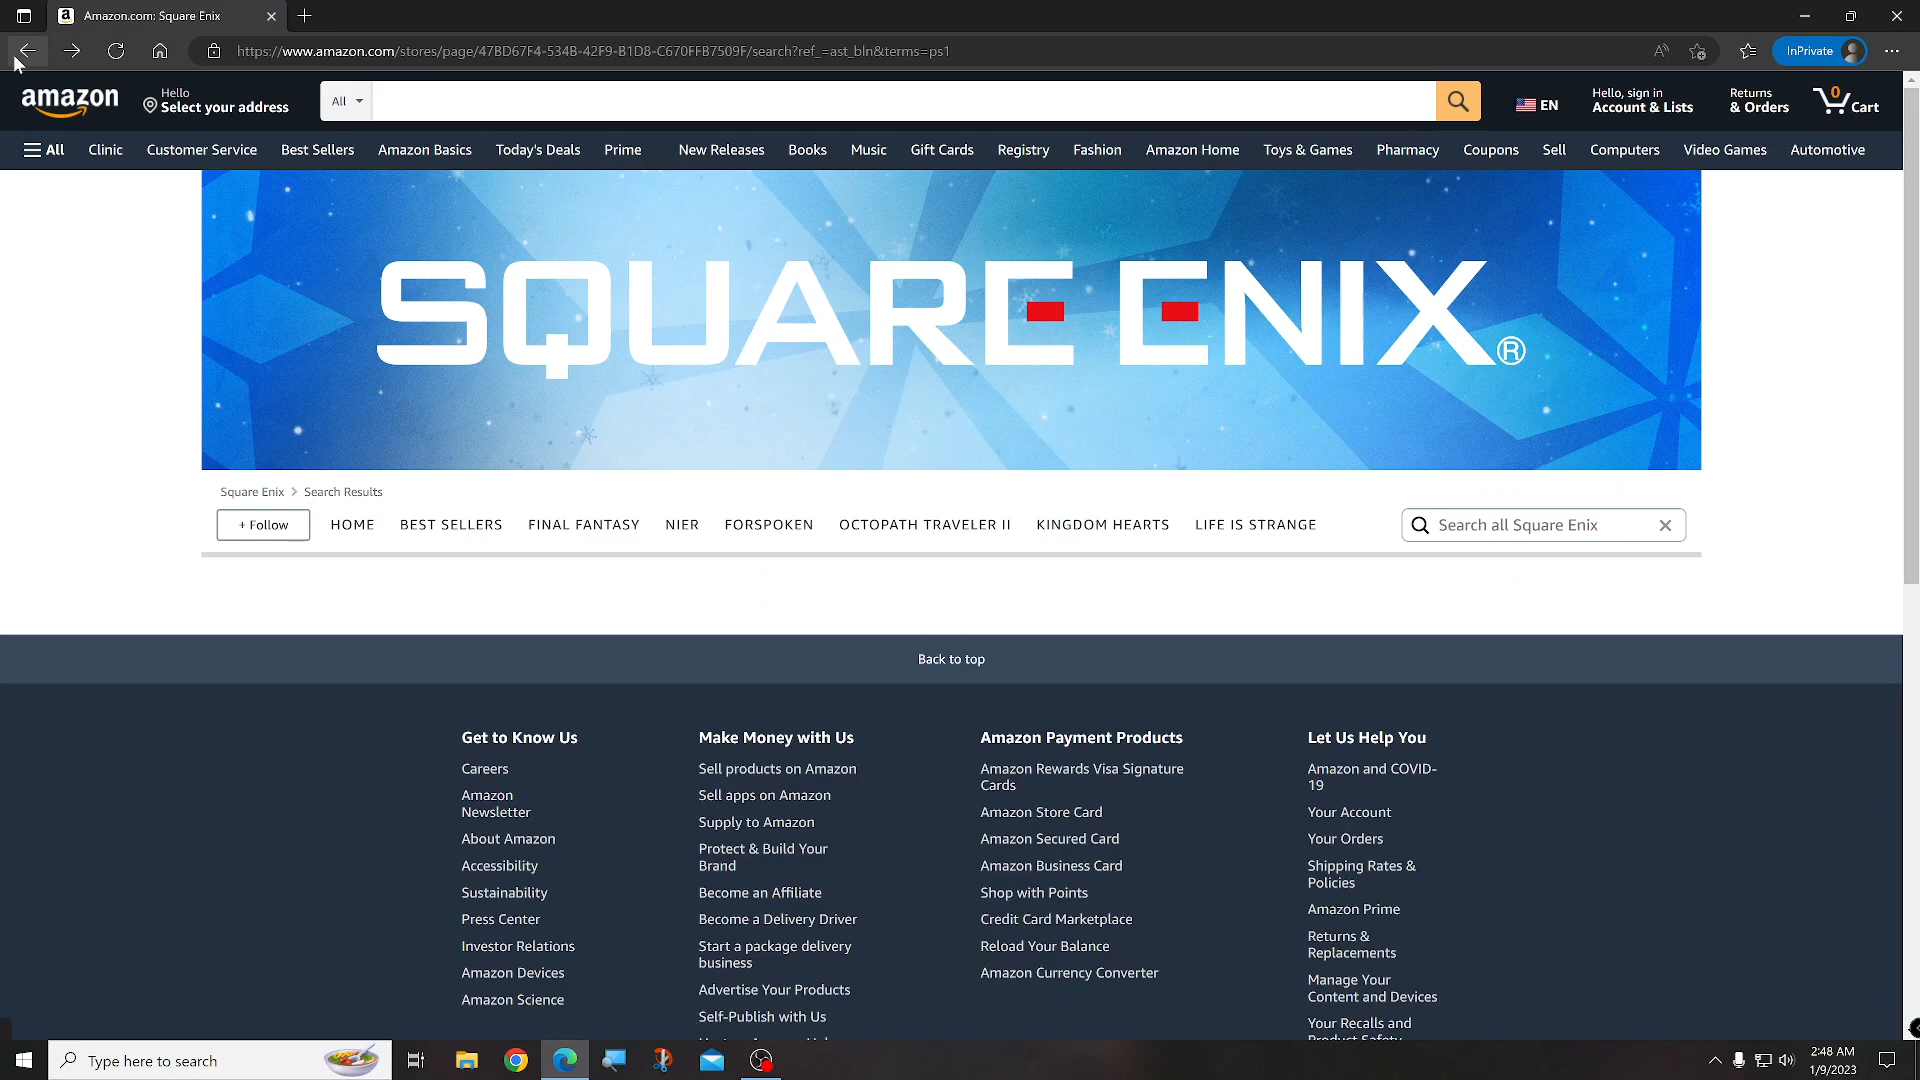 Amazon.com: Square Enix
https://www.amazon.com/stores/page/47BD67F4-534B-42F9-B1D8-C670FFB7509F/search?ref_=ast_bln&terms=ps1
InPrivate
amazon
Hello
Select your address
All
EN
Hello, sign in
Account & Lists
Returns
& Orders
0
Cart
All
Clinic
Customer Service
Best Sellers
Amazon Basics
Today's Deals
Prime
New Releases
Books
Music
Gift Cards
Registry
Fashion
Amazon Home
Toys & Games
Pharmacy
Coupons
Sell
Computers
Video Games
Automotive
SQUARE ENIX®
Square Enix > Search Results
+ Follow
HOME
BEST SELLERS
FINAL FANTASY
NIER
FORSPOKEN
OCTOPATH TRAVELER II
KINGDOM HEARTS
LIFE IS STRANGE
Search all Square Enix
Back to top
Get to Know Us
Careers
Amazon
Newsletter
About Amazon
Accessibility
Sustainability
Press Center
Investor Relations
Amazon Devices
Amazon Science
Make Money with Us
Sell products on Amazon
Sell apps on Amazon
Supply to Amazon
Protect & Build Your
Brand
Become an Affiliate
Become a Delivery Driver
Start a package delivery
business
Advertise Your Products
Self-Publish with Us
Amazon Payment Products
Amazon Rewards Visa Signature
Cards
Amazon Store Card
Amazon Secured Card
Amazon Business Card
Shop with Points
Credit Card Marketplace
Reload Your Balance
Amazon Currency Converter
Let Us Help You
Amazon and COVID-
19
Your Account
Your Orders
Shipping Rates &
Policies
Amazon Prime
Returns &
Replacements
Manage Your
Content and Devices
Your Recalls and
Product Safety
Type here to search
2:48 AM
1/9/2023